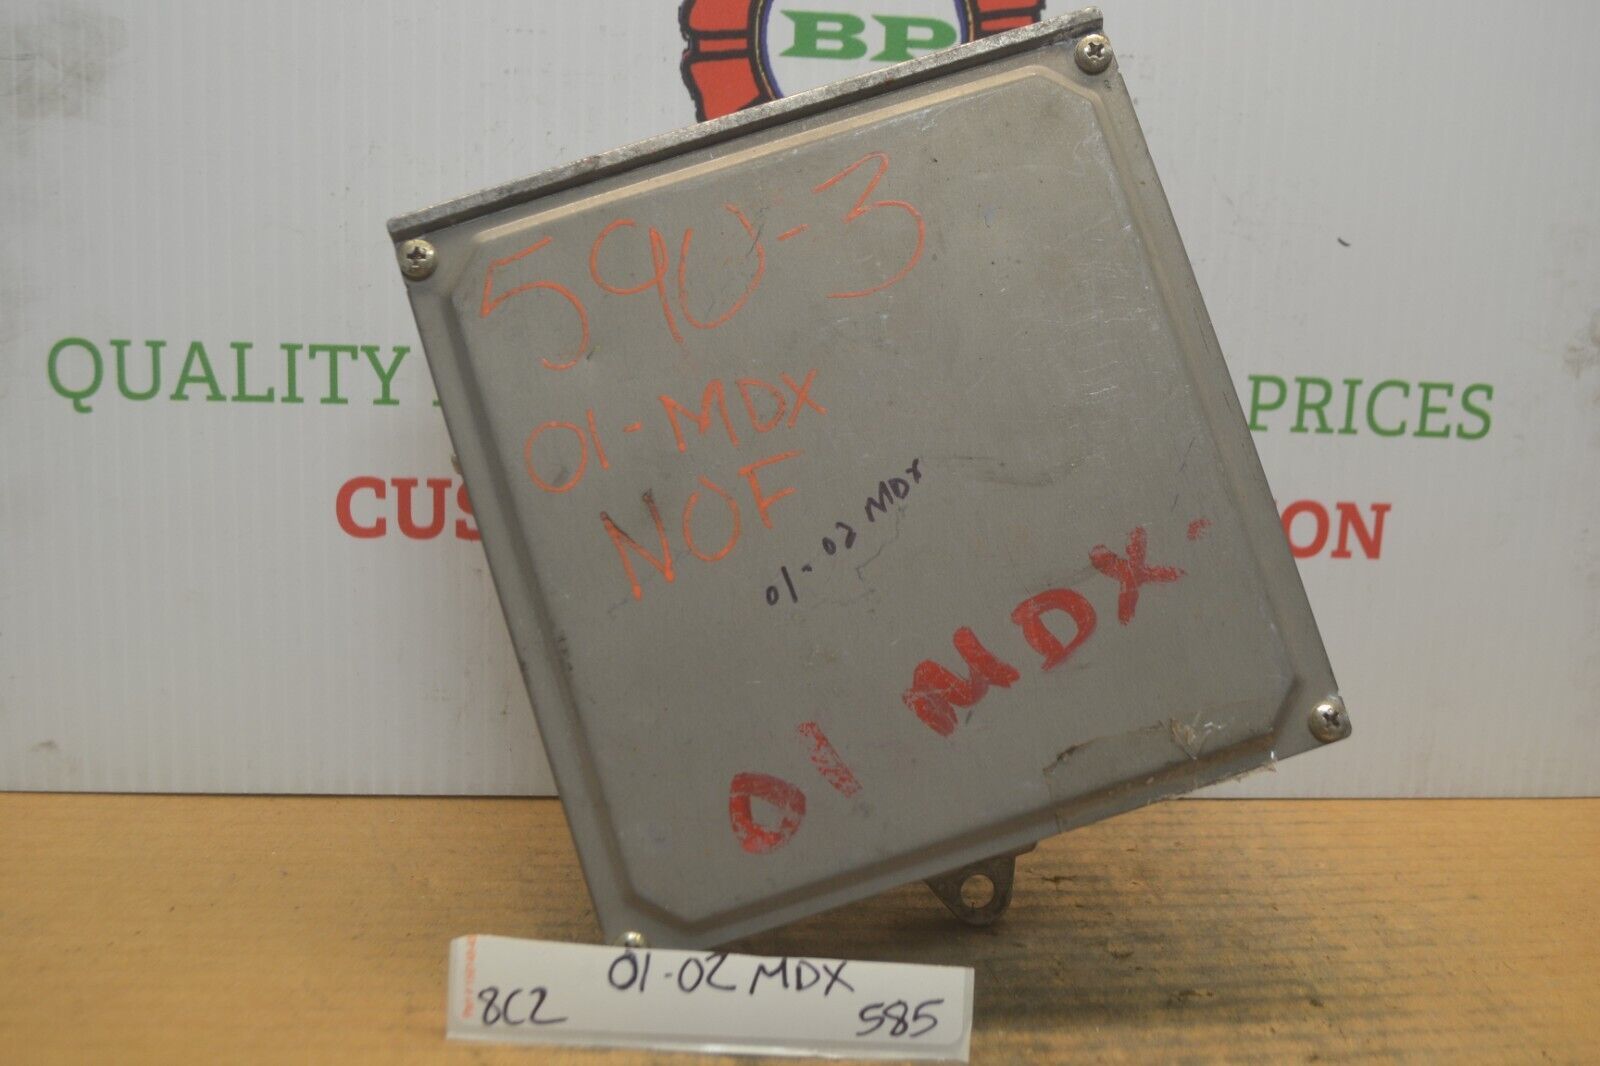 BP
QUALITY PRICES
CUS ON
590-3
01-MDX
NOF
01-02 MDX
01 MDX.
01-02 MDX
8C2 585